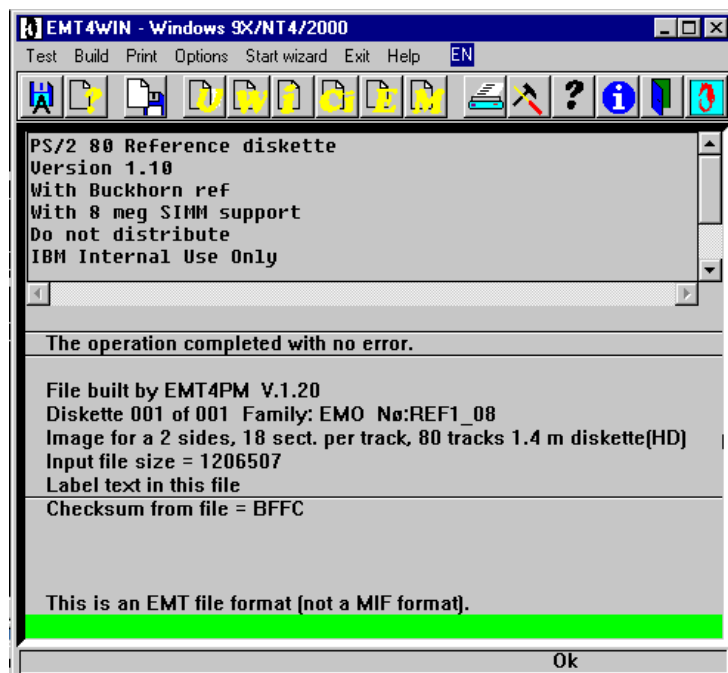 EMT4WIN - Windows 9X/NT4/2000
Test Build Print Options Start wizard Exit Help EN
A ? U W i Ci E M ? i
PS/2 80 Reference diskette
Version 1.10
With Buckhorn ref
With 8 meg SIMM support
Do not distribute
IBM Internal Use Only
The operation completed with no error.
File built by EMT4PM V.1.20
Diskette 001 of 001 Family: EMO Nø:REF1_08
Image for a 2 sides, 18 sect. per track, 80 tracks 1.4 m diskette(HD)
Input file size = 1206507
Label text in this file
Checksum from file = BFFC
This is an EMT file format (not a MIF format).
Ok